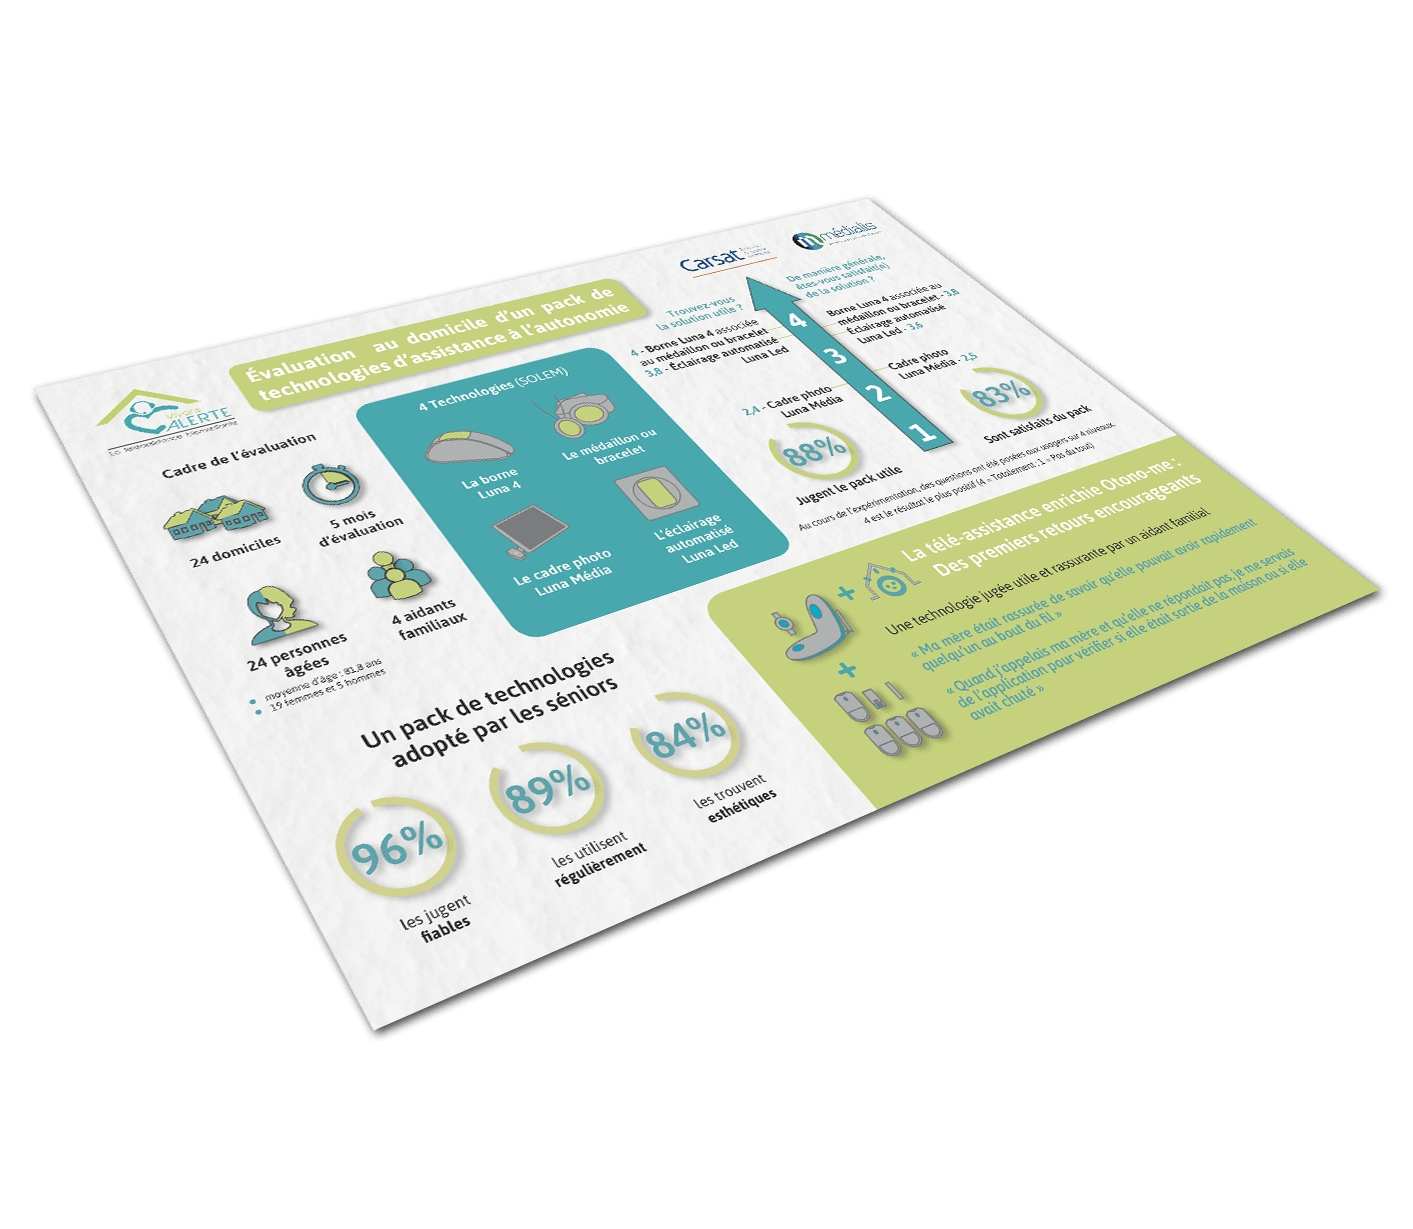 Vivre
ALERTE
La téléassistance bienveillante
Évaluation au domicile d'un pack de
technologies d'assistance à l'autonomie
Carsat
médialis
Cadre de l'évaluation
24 domiciles
5 mois
d'évaluation
24 personnes
âgées
• moyenne d'âge : 81,8 ans
• 19 femmes et 5 hommes
4 aidants
familiaux
4 Technologies (SOLEM)
La borne
Luna 4
Le médaillon ou
bracelet
Le cadre photo
Luna Média
L'éclairage
automatisé
Luna Led
Trouvez-vous
la solution utile ?
4 - Borne Luna 4 associée
au médaillon ou bracelet
3,8 - Éclairage automatisé
Luna Led
2,4 - Cadre photo
Luna Média
88%
Jugent le pack utile
4
3
2
1
De manière générale,
êtes-vous satisfait(e)
de la solution ?
Borne Luna 4 associée au
médaillon ou bracelet - 3,8
Éclairage automatisé
Luna Led - 3,6
Cadre photo
Luna Média - 2,5
83%
Sont satisfaits du pack
Au cours de l'expérimentation, des questions ont été posées aux usagers sur 4 niveaux.
4 est le résultat le plus positif (4 = Totalement ; 1 = Pas du tout)
Un pack de technologies
adopté par les séniors
96%
les jugent
fiables
89%
les utilisent
régulièrement
84%
les trouvent
esthétiques
La télé-assistance enrichie Otono-me :
Des premiers retours encourageants
+
+
Une technologie jugée utile et rassurante par un aidant familial
« Ma mère était rassurée de savoir qu'elle pouvait avoir rapidement
quelqu'un au bout du fil. »
« Quand j'appelais ma mère et qu'elle ne répondait pas, je me servais
de l'application pour vérifier si elle était sortie de la maison ou si elle
avait chuté »